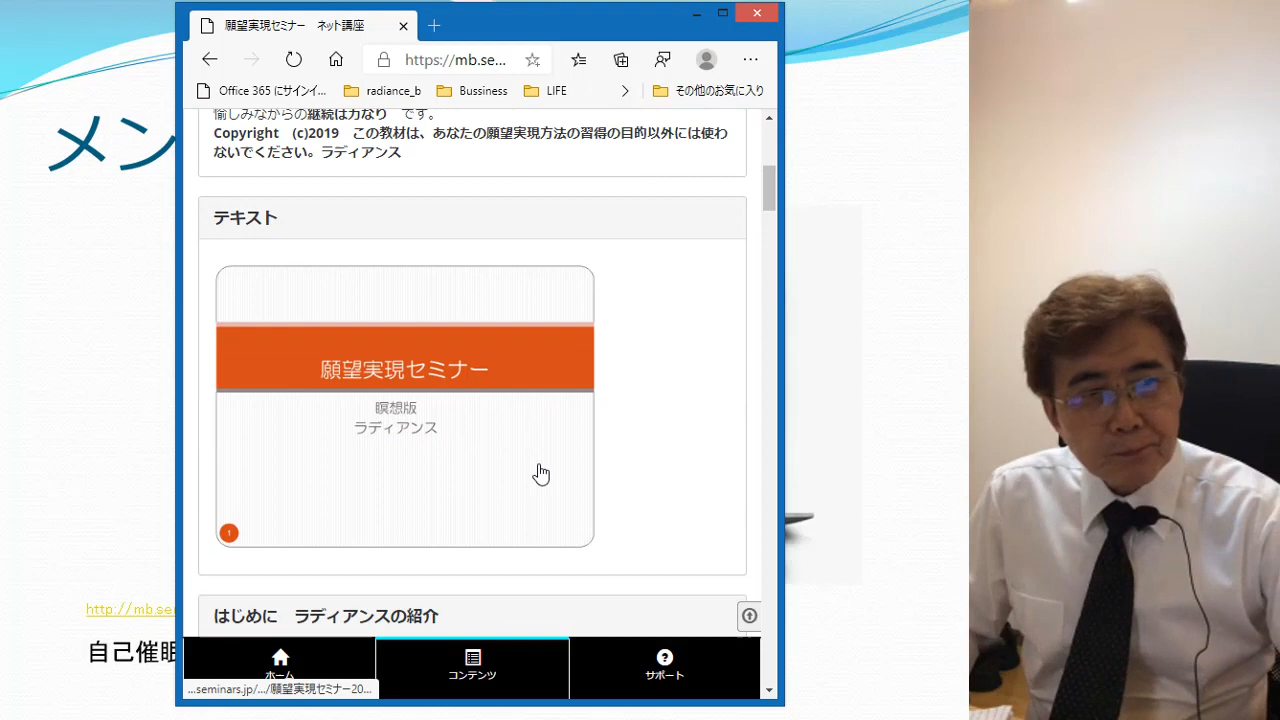 願望実現セミナー　ネット講座
https://mb.se...
Office 365 にサインイ...
radiance_b
Bussiness
LIFE
その他のお気に入り
メン
愉しみながらの継続は力なり　です。
Copyright　(c)2019　この教材は、あなたの願望実現方法の習得の目的以外には使わ
ないでください。ラディアンス
テキスト
願望実現セミナー
瞑想版
ラディアンス
1
はじめに　ラディアンスの紹介
http://mb.se
自己催眠
ホーム
コンテンツ
サポート
...seminars.jp/.../願望実現セミナー20...